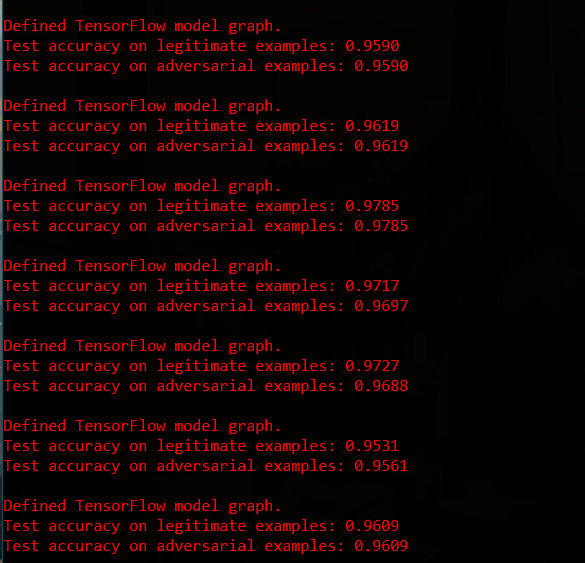 Defined TensorFlow model graph.
Test accuracy on legitimate examples: 0.9590
Test accuracy on adversarial examples: 0.9590
Defined TensorFlow model graph.
Test accuracy on legitimate examples: 0.9619
Test accuracy on adversarial examples: 0.9619
Defined TensorFlow model graph.
Test accuracy on legitimate examples: 0.9785
Test accuracy on adversarial examples: 0.9785
Defined TensorFlow model graph.
Test accuracy on legitimate examples: 0.9717
Test accuracy on adversarial examples: 0.9697
Defined TensorFlow model graph.
Test accuracy on legitimate examples: 0.9727
Test accuracy on adversarial examples: 0.9688
Defined TensorFlow model graph.
Test accuracy on legitimate examples: 0.9531
Test accuracy on adversarial examples: 0.9561
Defined TensorFlow model graph.
Test accuracy on legitimate examples: 0.9609
Test accuracy on adversarial examples: 0.9609